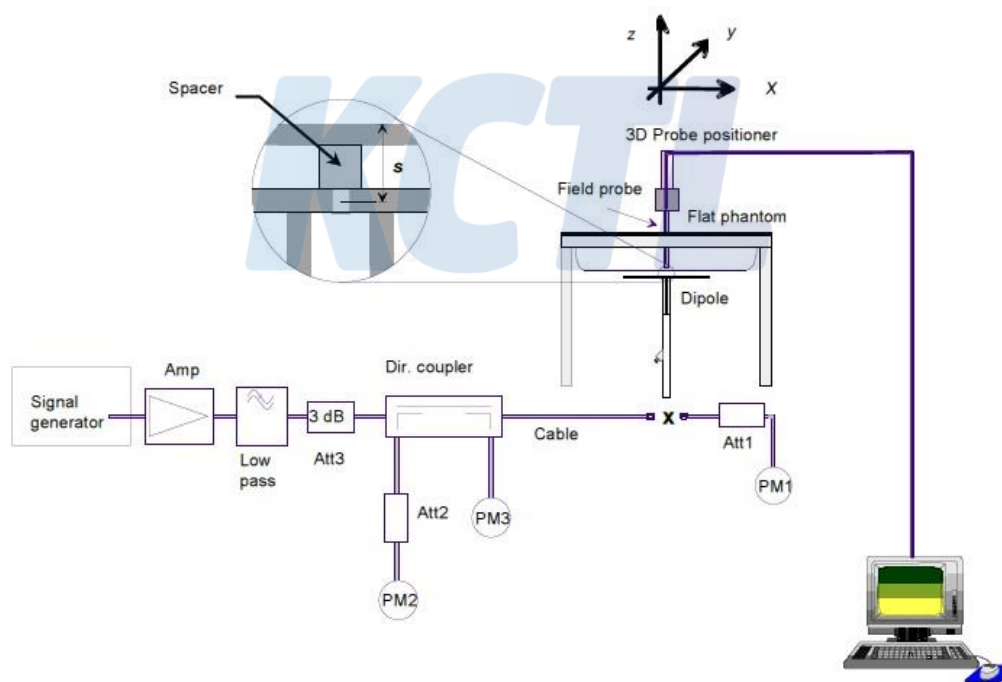 KCTL
z
y
X
Spacer
s
3D Probe positioner
Field probe
Flat phantom
Dipole
Amp
Dir. coupler
Signal
generator
3 dB
Cable
Att1
Low
pass
Att3
PM1
Att2
PM3
x
PM2